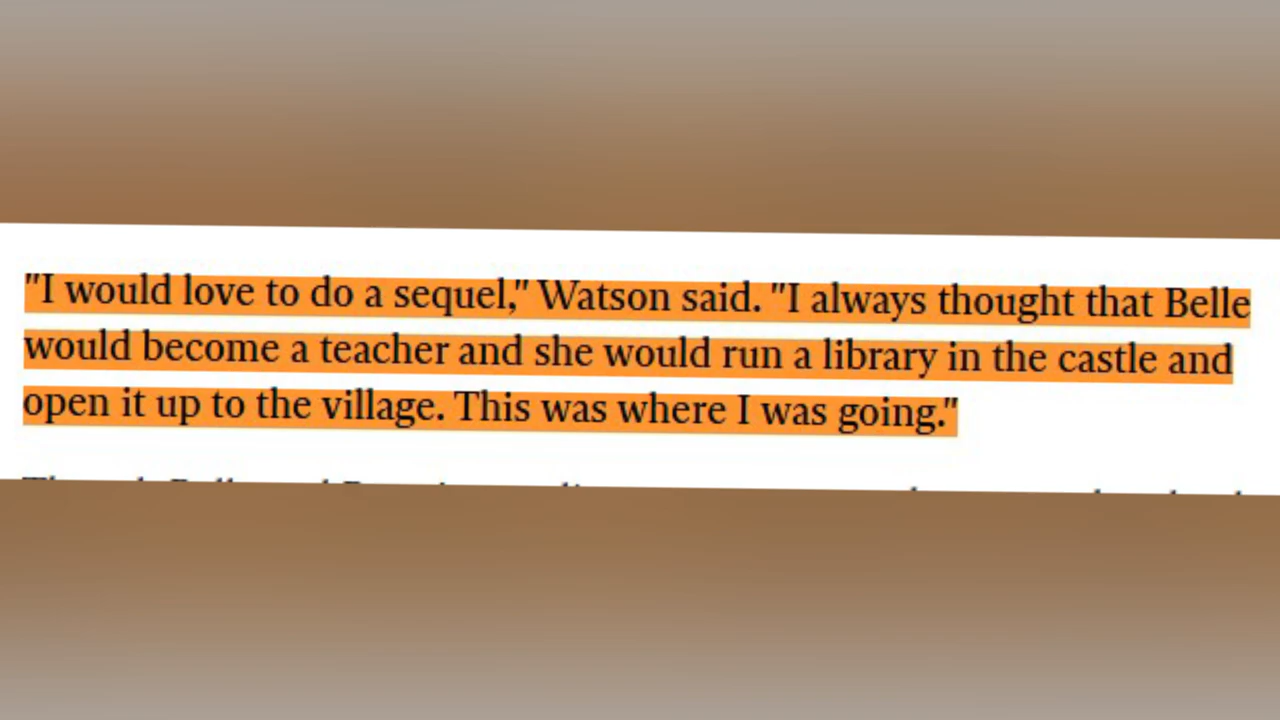 "I would love to do a sequel," Watson said. "I always thought that Belle
would become a teacher and she would run a library in the castle and
open it up to the village. This was where I was going."